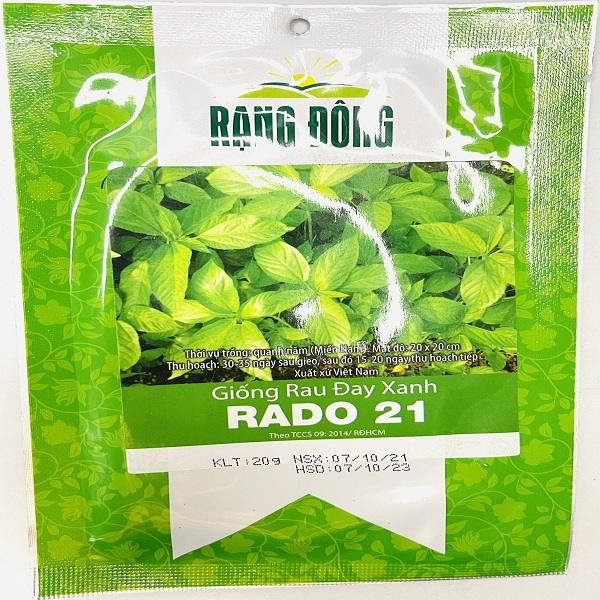 RẠNG ĐÔNG
Thời vụ trồng: quanh năm (Miền Nam). Mật độ: 20 x 20 cm
Thu hoạch: 30-35 ngày sau gieo, sau đó 15-20 ngày thu hoạch tiếp
Xuất xứ Việt Nam
Giống Rau Đay Xanh
RADO 21
Theo TCCS 09: 2014/ RĐHCM
KLT:20g NSX:07/10/21
HSD:07/10/23